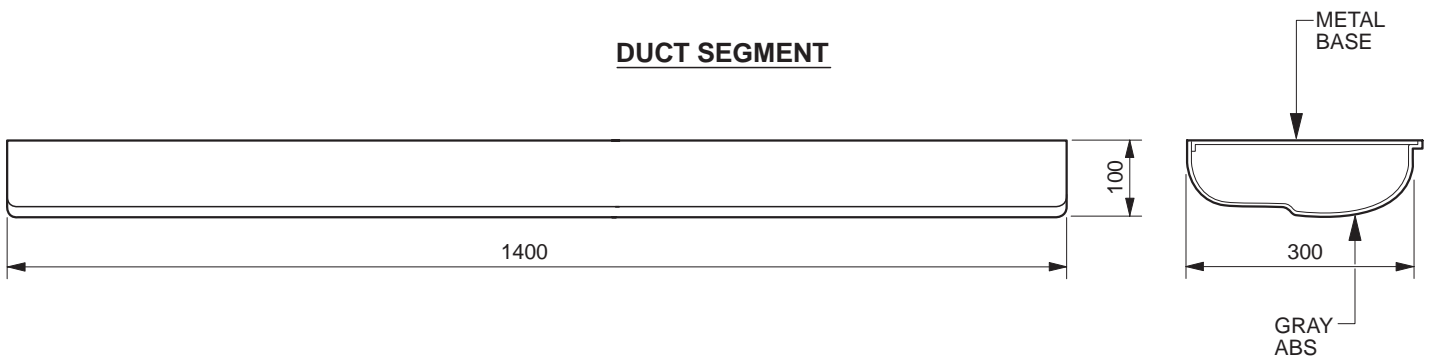 DUCT SEGMENT
METAL
BASE
100
1400
300
GRAY
ABS